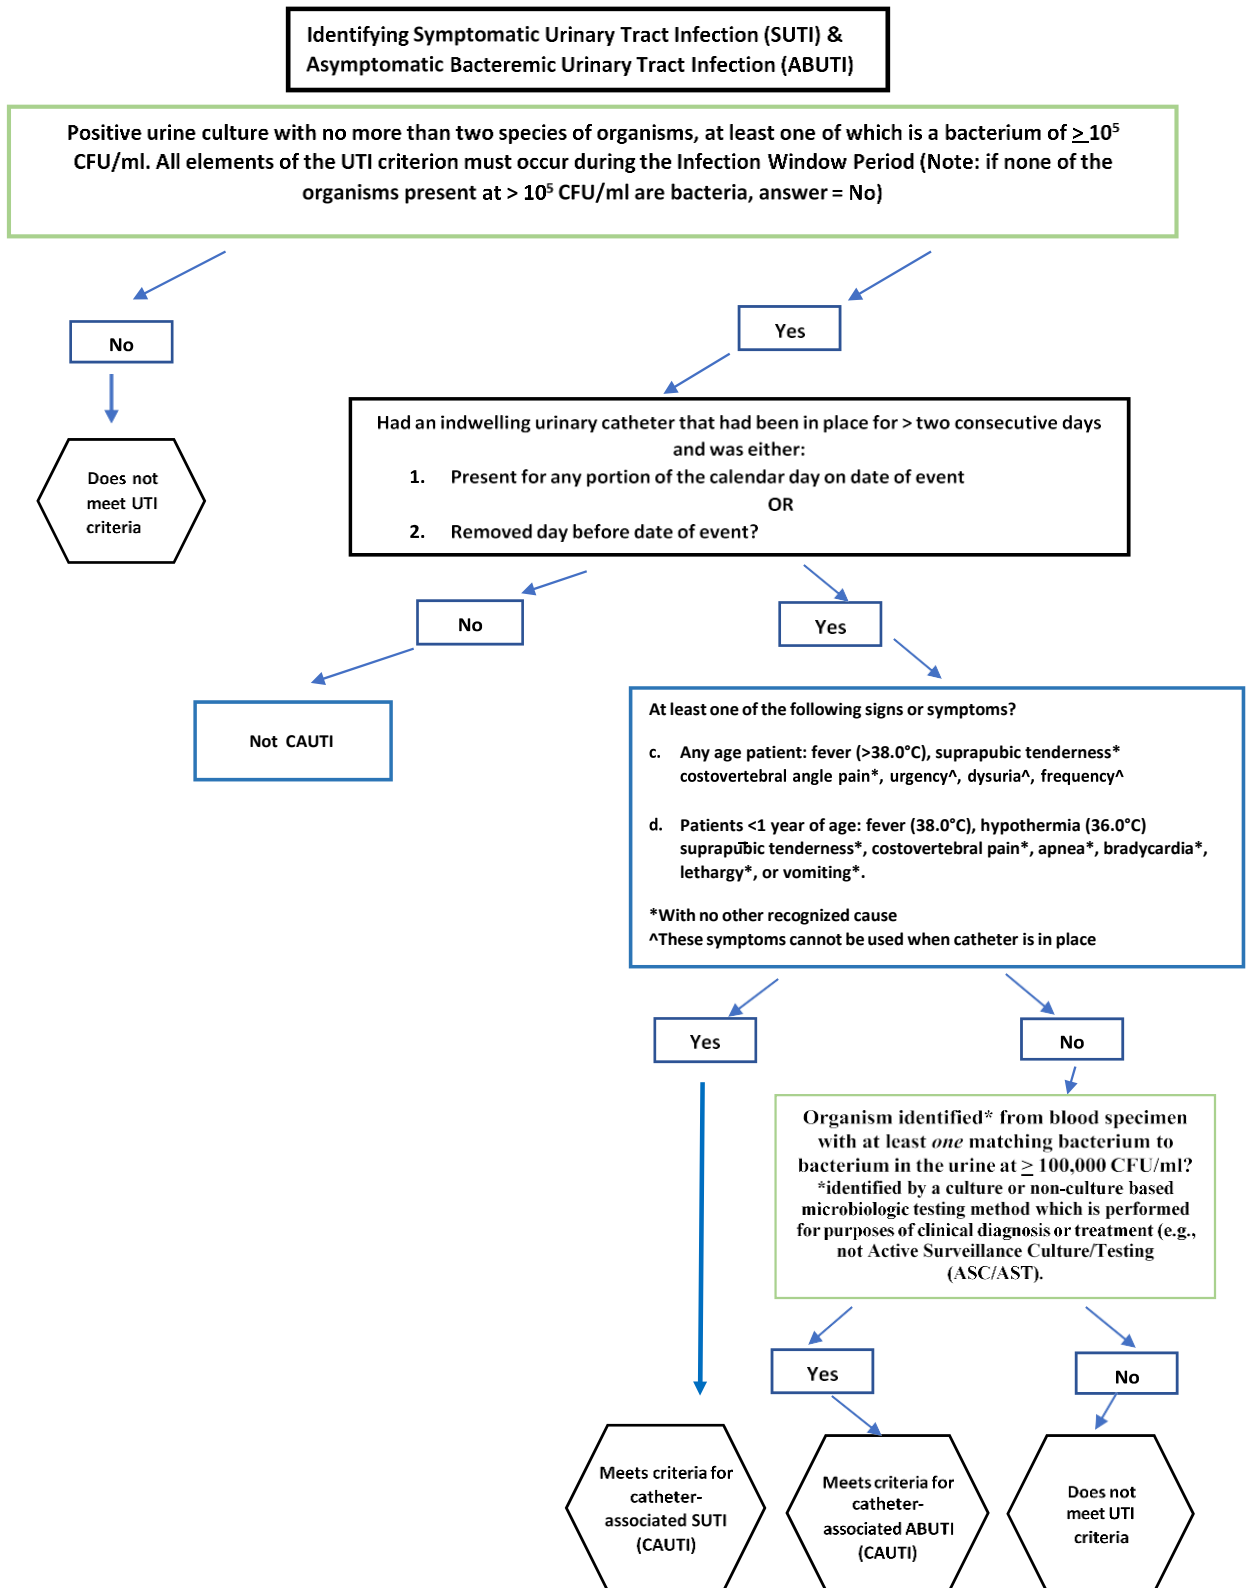 Identifying Symptomatic Urinary Tract Infection (SUTI) &
Asymptomatic Bacteremic Urinary Tract Infection (ABUTI)
Positive urine culture with no more than two species of organisms, at least one of which is a bacterium of ≥ 10⁵
CFU/ml. All elements of the UTI criterion must occur during the Infection Window Period (Note: if none of the
organisms present at > 10⁵ CFU/ml are bacteria, answer = No)
No
Yes
Does not
meet UTI
criteria
Had an indwelling urinary catheter that had been in place for > two consecutive days
and was either:
1. Present for any portion of the calendar day on date of event
OR
2. Removed day before date of event?
No
Yes
Not CAUTI
At least one of the following signs or symptoms?
c. Any age patient: fever (>38.0°C), suprapubic tenderness*
costovertebral angle pain*, urgency^, dysuria^, frequency^
d. Patients <1 year of age: fever (38.0°C), hypothermia (36.0°C)
suprapubic tenderness*, costovertebral pain*, apnea*, bradycardia*,
lethargy*, or vomiting*.
*With no other recognized cause
^These symptoms cannot be used when catheter is in place
Yes
No
Organism identified* from blood specimen
with at least one matching bacterium to
bacterium in the urine at ≥ 100,000 CFU/ml?
*identified by a culture or non-culture based
microbiologic testing method which is performed
for purposes of clinical diagnosis or treatment (e.g.,
not Active Surveillance Culture/Testing
(ASC/AST).
Yes
No
Meets criteria for
catheter-
associated SUTI
(CAUTI)
Meets criteria for
catheter-
associated ABUTI
(CAUTI)
Does not
meet UTI
criteria